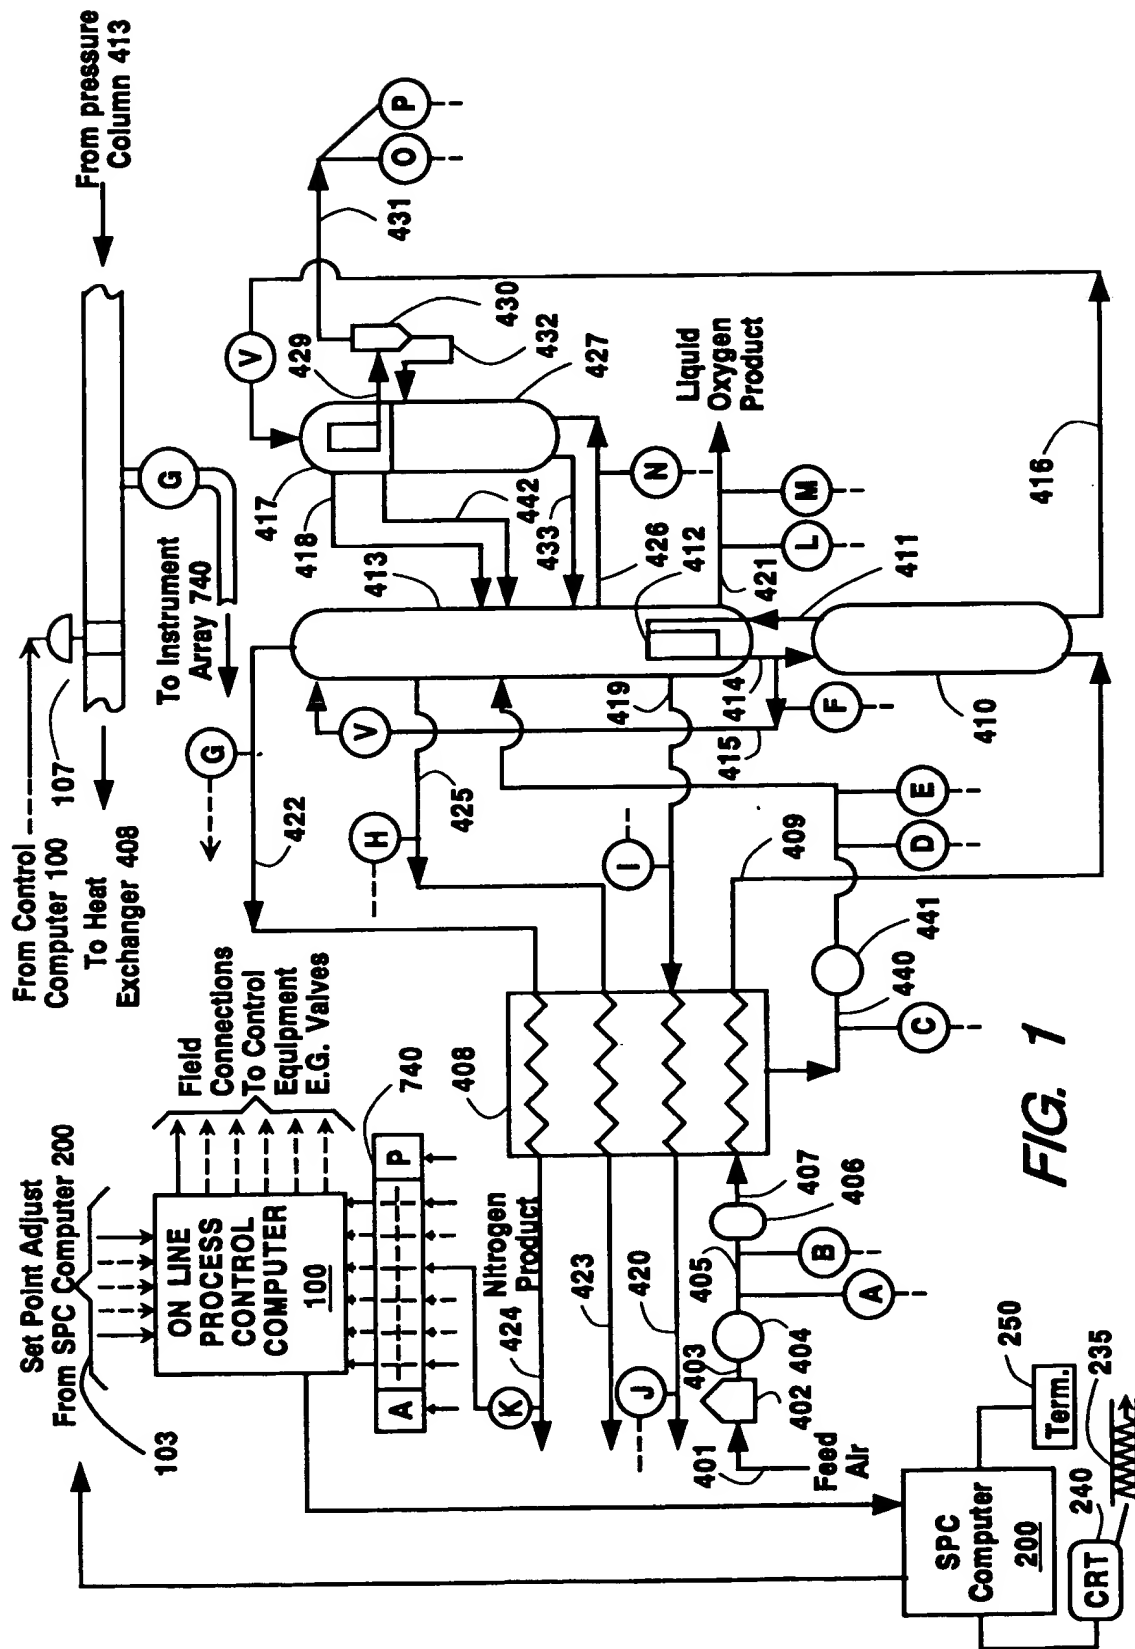 From Control
Computer 100
107
To Heat
Exchanger 408
From pressure
Column 413
G
To Instrument
Array 740
Set Point Adjust
From SPC Computer 200
103
ON LINE
PROCESS
CONTROL
COMPUTER
100
Field
Connections
To Control
Equipment
E.G. Valves
A
P
740
G
422
H
425
I
V
413
417
418
442
433
V
429
430
432
427
431
O
P
N
426
412
421
L
M
Liquid
Oxygen
Product
419
414
415
F
411
410
416
408
409
D
E
441
440
C
K
Nitrogen
Product
424
423
J
420
401
Feed
Air
402
403
404
405
A
B
406
407
SPC
Computer
200
Term.
250
CRT
240
235
FIG. 1